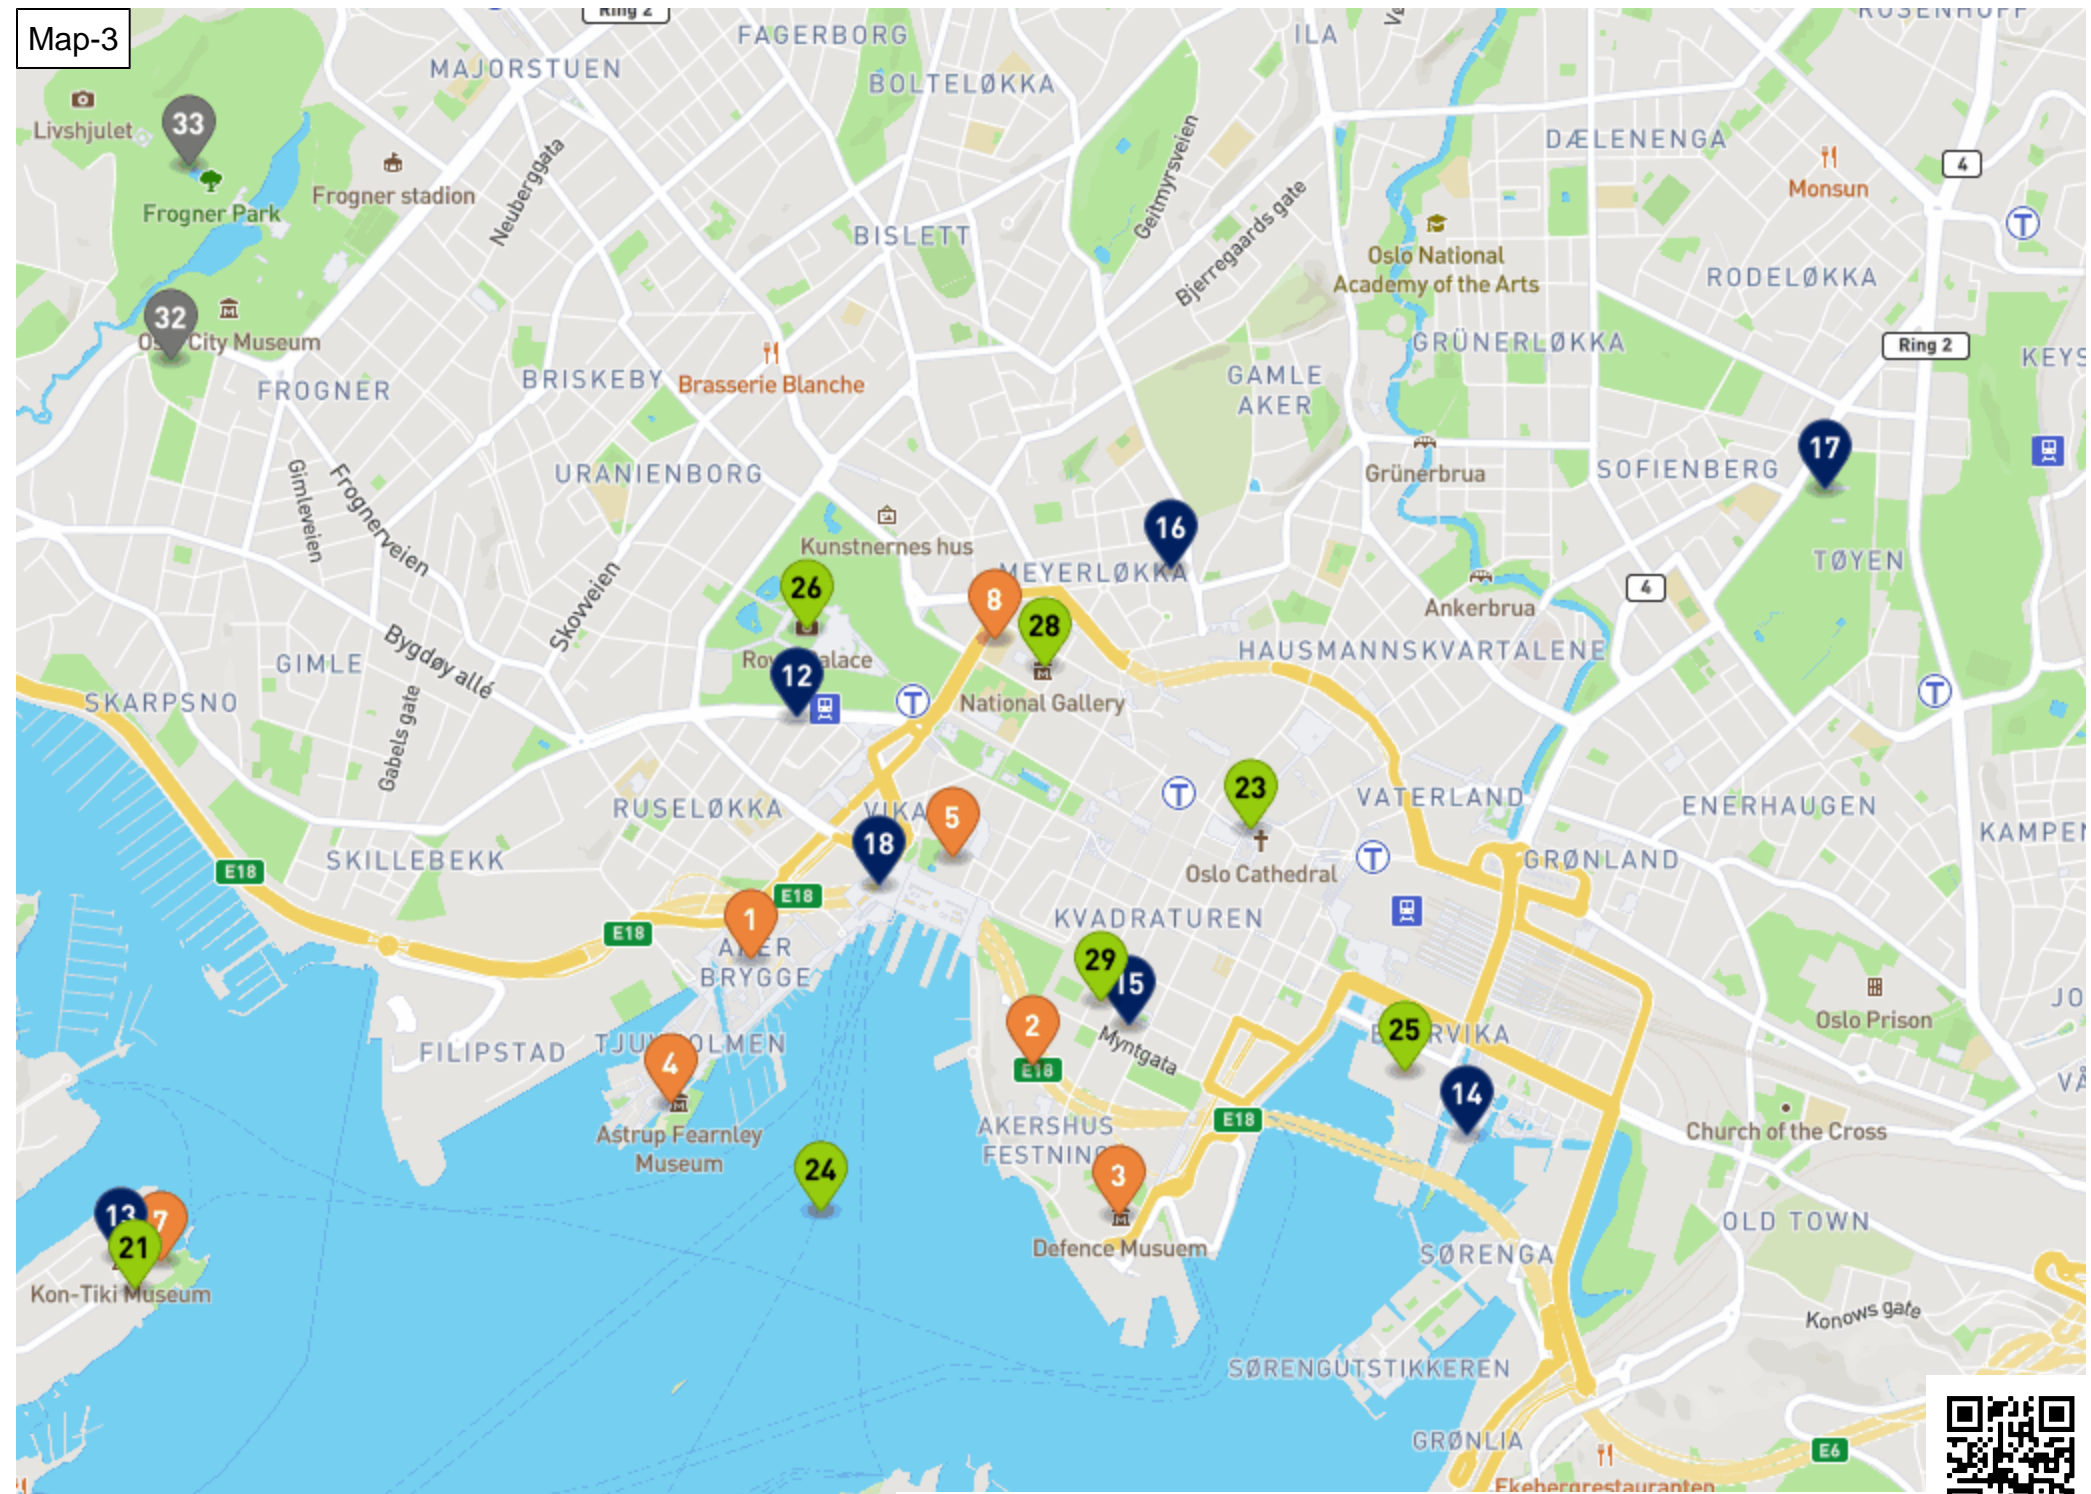 Map-3
Ring 2
FAGERBORG
ILA
MAJORSTUEN
BOLTELØKKA
Livshjulet
33
Frogner stadion
Frogner Park
Neuberggata
Geitmyrsveien
DÆLENENGA
4
Monsun
T
BISLETT
Bjerregaards gate
Oslo National
Academy of the Arts
RODELØKKA
32
City Museum
GRÜNERLØKKA
Ring 2
FROGNER
BRISKEBY
Brasserie Blanche
GAMLE
AKER
17
URANIENBORG
Grünerbrua
SOFIENBERG
Gimleveien
Frognerveien
Kunstnernes hus
16
MEYERLØKKA
TØYEN
4
Ankerbrua
26
8
28
Skovveien
HAUSMANNSKVARTALENE
GIMLE
Bygdøy allé
12
T
National Gallery
T
SKARPSNO
Gabels gate
RUSELØKKA
VIKA
5
T
23
VATERLAND
ENERHAUGEN
18
SKILLEBEKK
E18
Oslo Cathedral
T
GRØNLAND
E18
1
E18
BRYGGE
KVADRATUREN
29
15
Oslo Prison
2
E18
Myntgata
25
FILIPSTAD
4
14
Astrup Fearnley
Museum
AKERSHUS
E18
Church of the Cross
24
3
Defence Musuem
13
7
21
Kon-Tiki Museum
OLD TOWN
SØRENGA
Konows gate
SØRENGUTSTIKKEREN
GRØNLIA
E6
Ekebergrestauranten